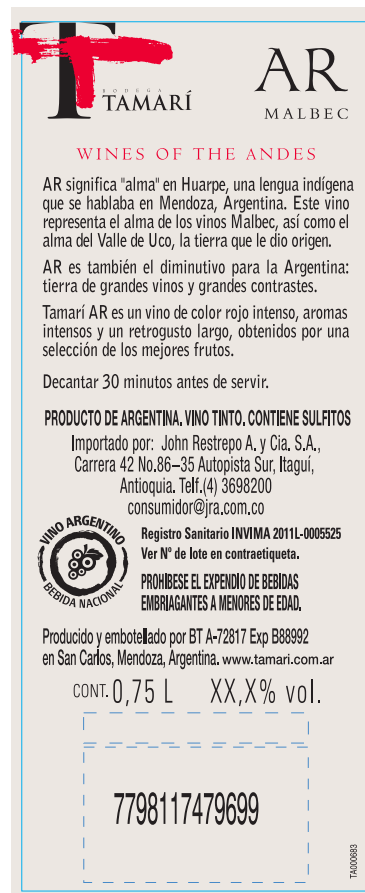 BODEGA
TAMARÍ
AR
MALBEC
WINES OF THE ANDES
AR significa "alma" en Huarpe, una lengua indígena
que se hablaba en Mendoza, Argentina. Este vino
representa el alma de los vinos Malbec, así como el
alma del Valle de Uco, la tierra que le dio origen.
AR es también el diminutivo para la Argentina:
tierra de grandes vinos y grandes contrastes.
Tamarí AR es un vino de color rojo intenso, aromas
intensos y un retrogusto largo, obtenidos por una
selección de los mejores frutos.
Decantar 30 minutos antes de servir.
PRODUCTO DE ARGENTINA. VINO TINTO. CONTIENE SULFITOS
Importado por: John Restrepo A. y Cia. S.A.,
Carrera 42 No.86–35 Autopista Sur, Itaguí,
Antioquia. Telf.(4) 3698200
consumidor@jra.com.co
VINO ARGENTINO
BEBIDA NACIONAL
Registro Sanitario INVIMA 2011L-0005525
Ver N° de lote en contraetiqueta.
PROHÍBESE EL EXPENDIO DE BEBIDAS
EMBRIAGANTES A MENORES DE EDAD.
Producido y embotellado por BT A-72817 Exp B88992
en San Carlos, Mendoza, Argentina. www.tamari.com.ar
CONT. 0,75 L XX,X% vol.
7798117479699
TA000683